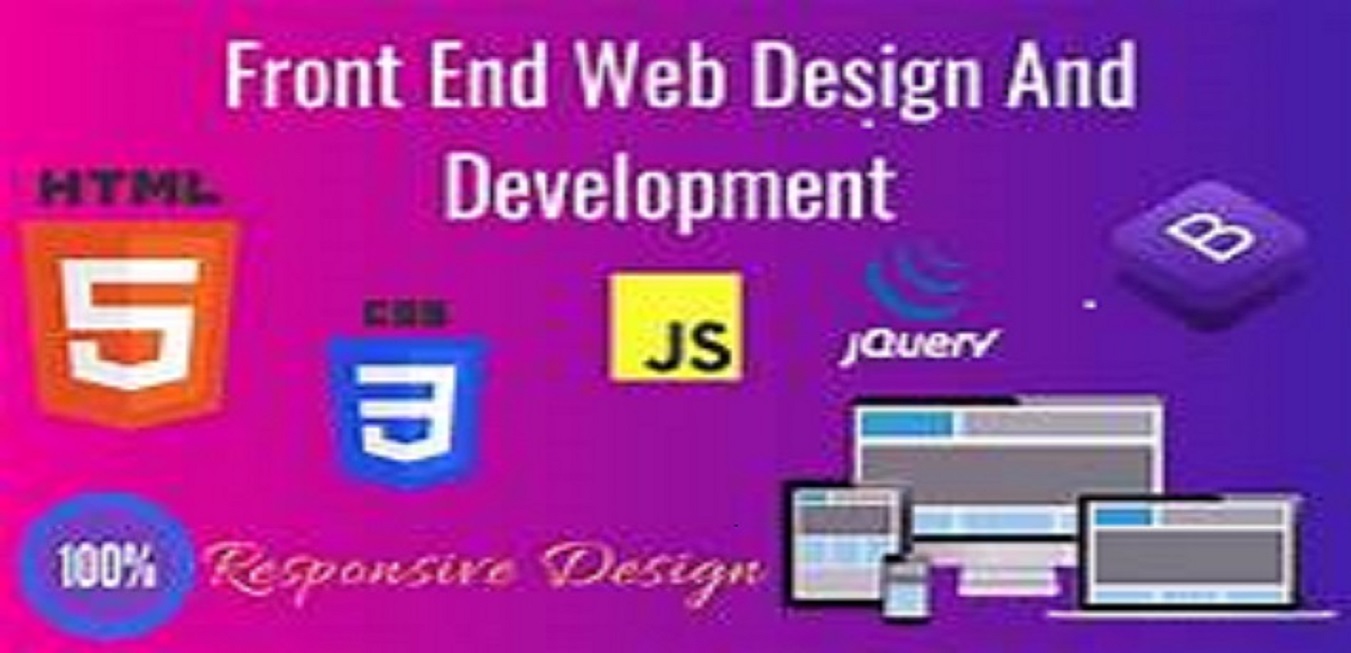 Front End Web Design And
Development
HTML
5
CSS
3
JS
jQuery
B
100% Responsive Design